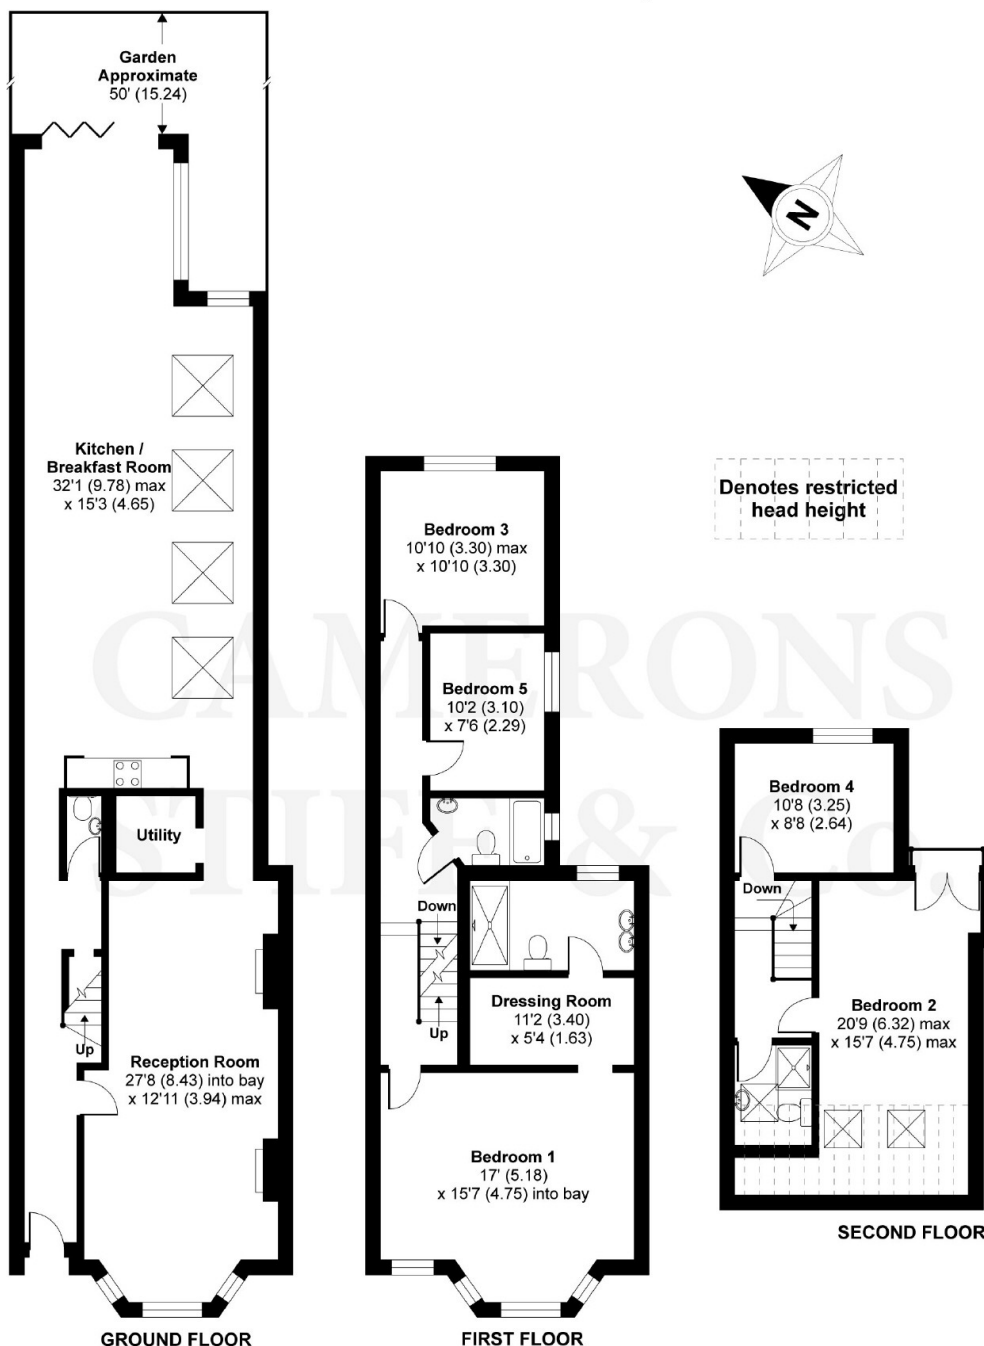 Garden
Approximate
50' (15.24)
N
Kitchen /
Breakfast Room
32'1 (9.78) max
x 15'3 (4.65)
Utility
Up
Reception Room
27'8 (8.43) into bay
x 12'11 (3.94) max
GROUND FLOOR
Bedroom 3
10'10 (3.30) max
x 10'10 (3.30)
Bedroom 5
10'2 (3.10)
x 7'6 (2.29)
Down
Up
Dressing Room
11'2 (3.40)
x 5'4 (1.63)
Bedroom 1
17' (5.18)
x 15'7 (4.75) into bay
FIRST FLOOR
Denotes restricted
head height
Bedroom 4
10'8 (3.25)
x 8'8 (2.64)
Down
Bedroom 2
20'9 (6.32) max
x 15'7 (4.75) max
SECOND FLOOR
CAMERONS
STIFF & Co.